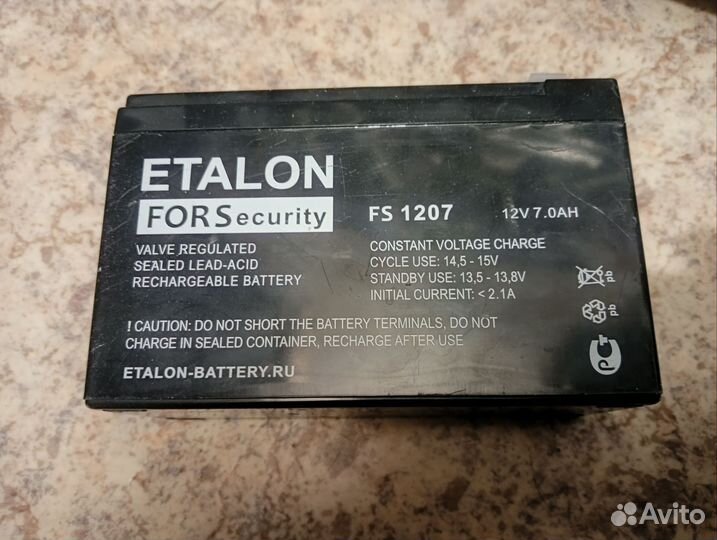 ETALON
FORSecurity
FS 1207
12V 7.0AH
VALVE REGULATED
SEALED LEAD-ACID
RECHARGEABLE BATTERY
CONSTANT VOLTAGE CHARGE
CYCLE USE: 14,5 - 15V
STANDBY USE: 13,5 - 13,8V
INITIAL CURRENT: < 2.1A
pb
pb
! CAUTION: DO NOT SHORT THE BATTERY TERMINALS, DO NOT
CHARGE IN SEALED CONTAINER, RECHARGE AFTER USE
ETALON-BATTERY.RU
Avito